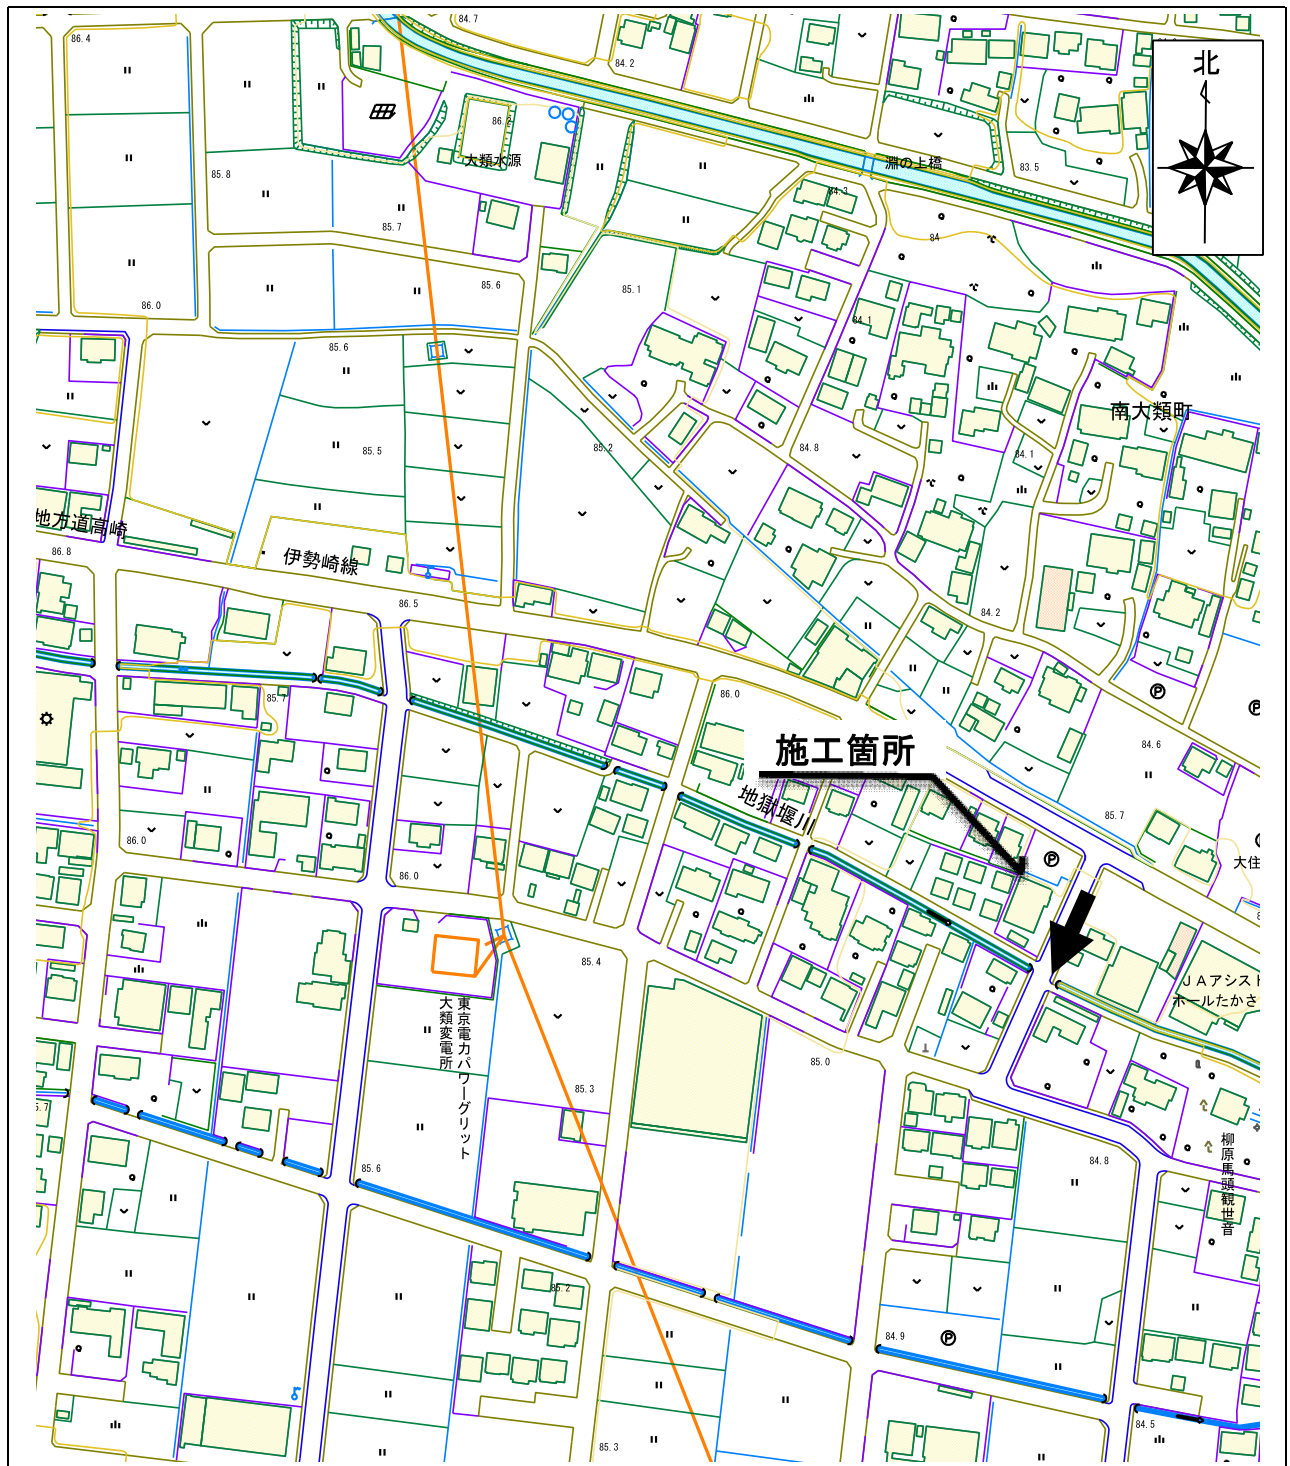 84.7
86.4
84.2
北
86.2
大類水源
淵の上橋
83.5
85.8
84.3
85.7
84
85.6
85.1
86.0
84.1
85.6
南大類町
85.5
85.2
84.8
84.1
地方道高崎
伊勢崎線
86.8
86.5
84.2
85.7
86.0
施工箇所
84.6
地獄堰川
85.7
86.0
86.0
大住
85.4
JAアシスト
ホールたかさ
東京電力パワーグリット
大類変電所
85.0
85.3
84.8
柳原馬頭観世音
85.6
85.2
84.9
84.5
85.3